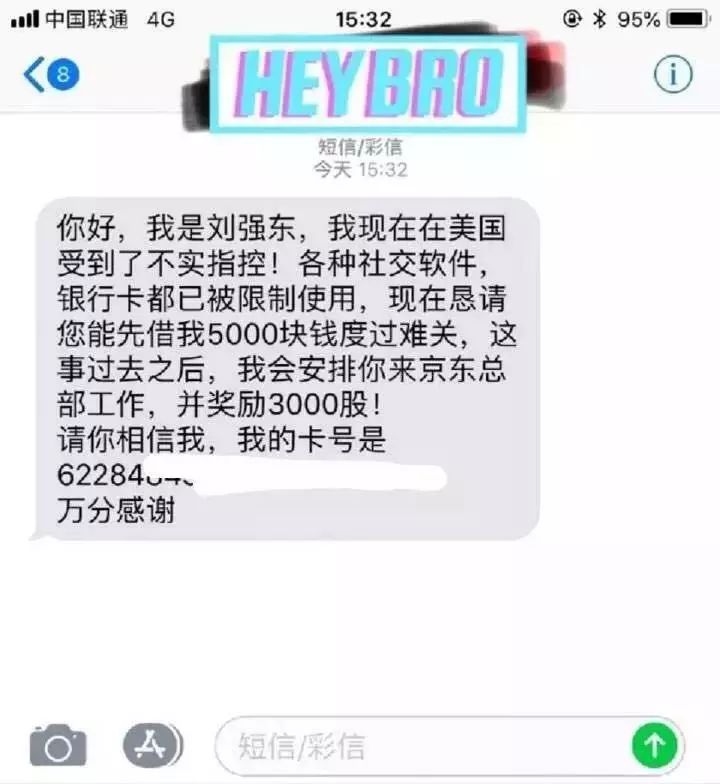 中国联通 4G 15:32 95%
8 HEYBRO
短信/彩信
今天 15:32
你好，我是刘强东，我现在在美国
受到了不实指控！各种社交软件，
银行卡都已被限制使用，现在恳请
您能先借我5000块钱度过难关，这
事过去之后，我会安排你来京东总
部工作，并奖励3000股！
请你相信我，我的卡号是
62284
万分感谢
短信/彩信